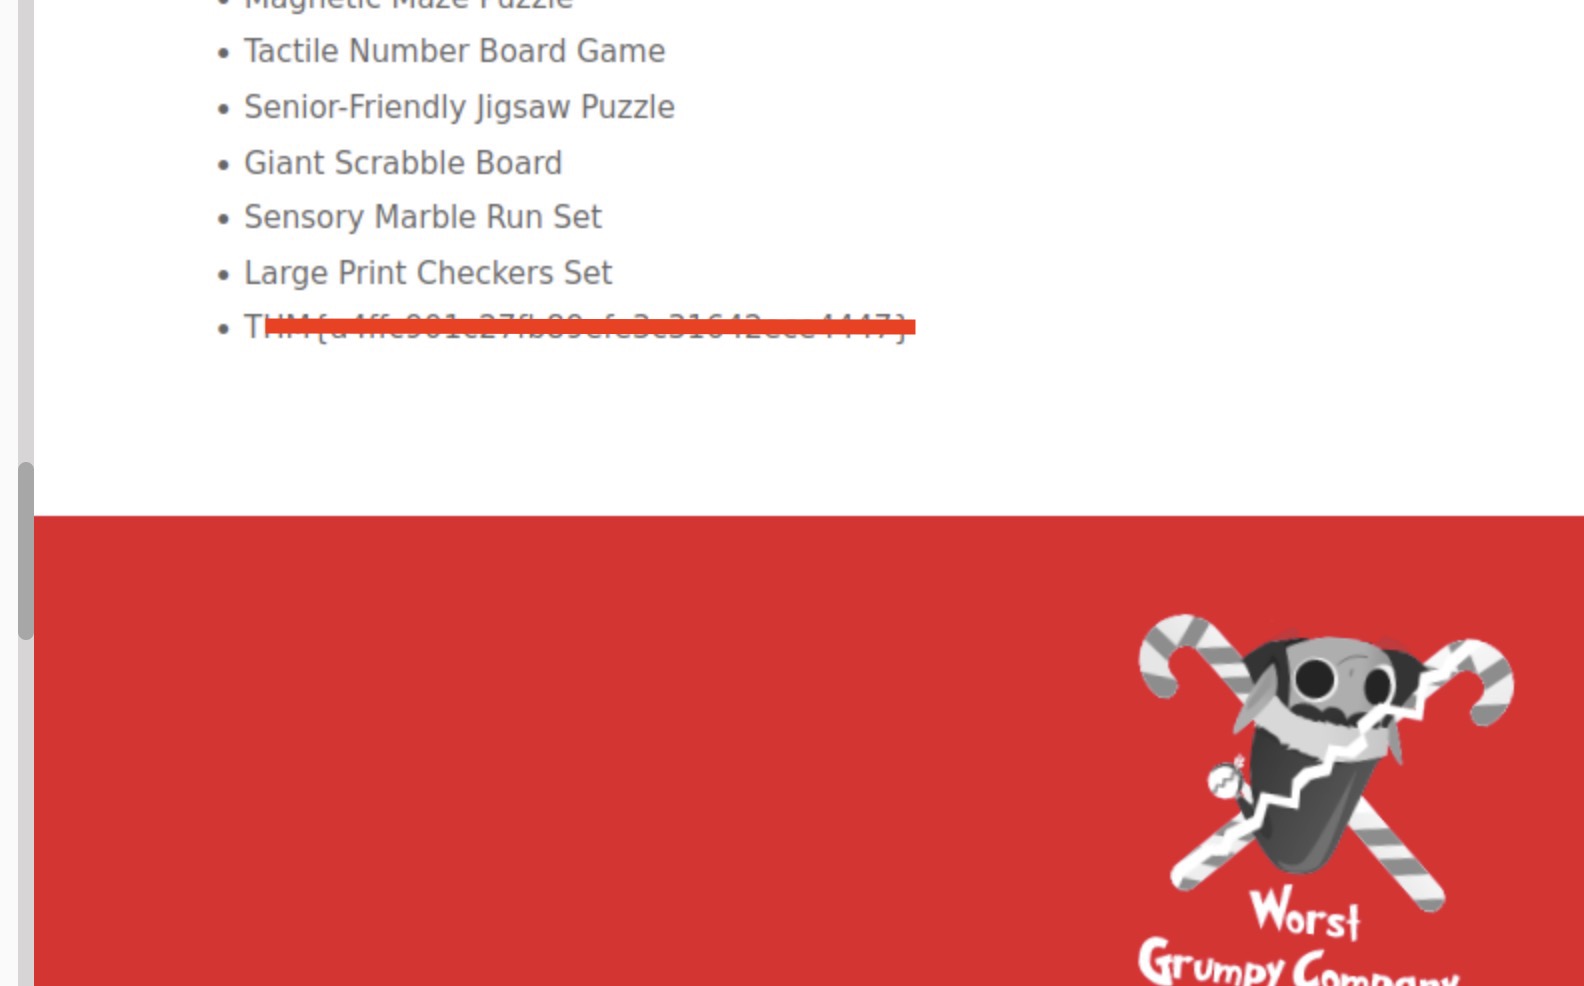 Magnetic Maze Puzzle
• Tactile Number Board Game
• Senior-Friendly Jigsaw Puzzle
• Giant Scrabble Board
• Sensory Marble Run Set
• Large Print Checkers Set
Worst
Grumpy Company